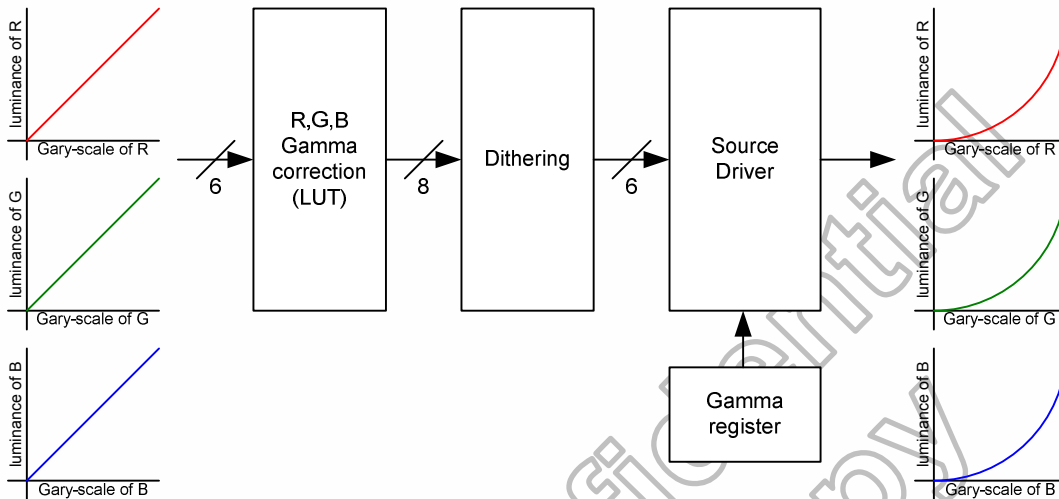 luminance of R
Gary-scale of R
luminance of G
Gary-scale of G
luminance of B
Gary-scale of B
6
R,G,B
Gamma
correction
(LUT)
8
Dithering
6
Source
Driver
Gamma
register
luminance of R
Gary-scale of R
luminance of G
Gary-scale of G
luminance of B
Gary-scale of B